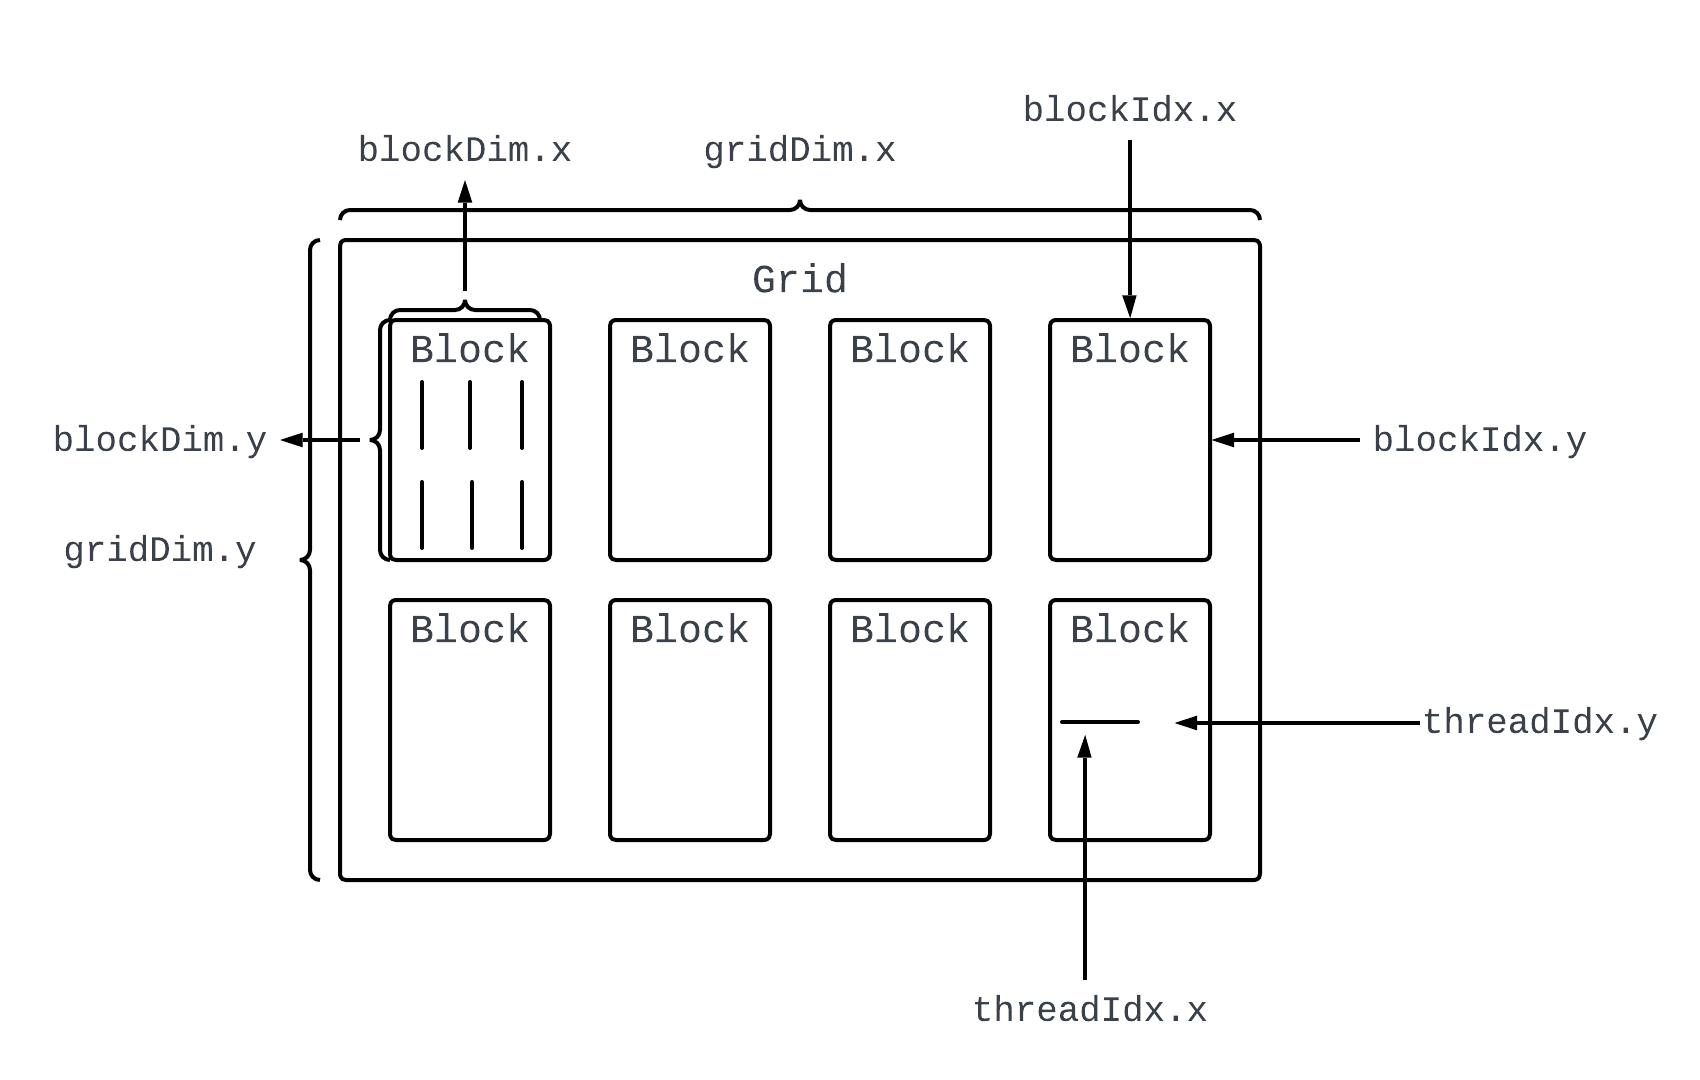 blockIdx.x
blockDim.x
gridDim.x
Grid
Block Block Block Block
blockDim.y
blockIdx.y
gridDim.y
Block Block Block Block
threadIdx.y
threadIdx.x